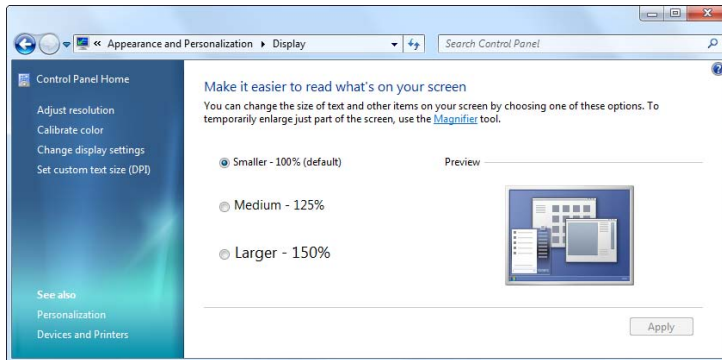 « Appearance and Personalization ▸ Display
Search Control Panel
Control Panel Home
Adjust resolution
Calibrate color
Change display settings
Set custom text size (DPI)
See also
Personalization
Devices and Printers
Make it easier to read what's on your screen
You can change the size of text and other items on your screen by choosing one of these options. To
temporarily enlarge just part of the screen, use the Magnifier tool.
Smaller - 100% (default)
Preview
Medium - 125%
Larger - 150%
Apply